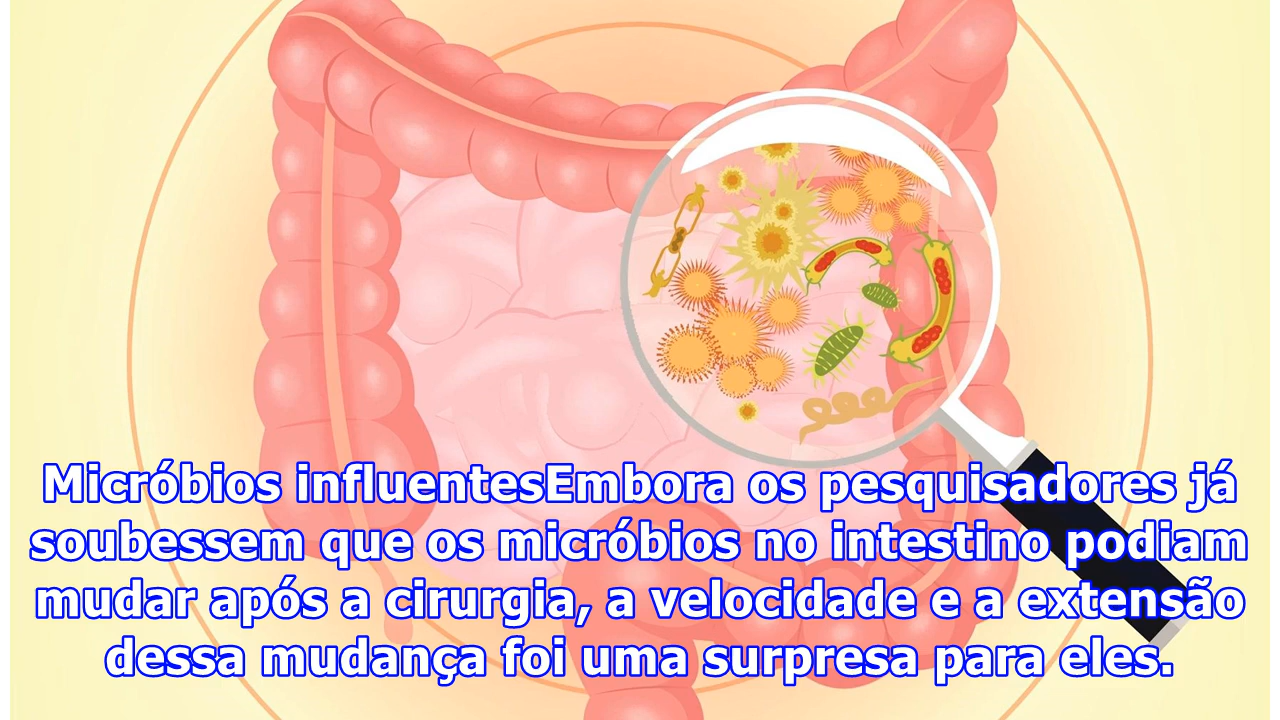 Micróbios influentesEmbora os pesquisadores já
soubessem que os micróbios no intestino podiam
mudar após a cirurgia, a velocidade e a extensão
dessa mudança foi uma surpresa para eles.